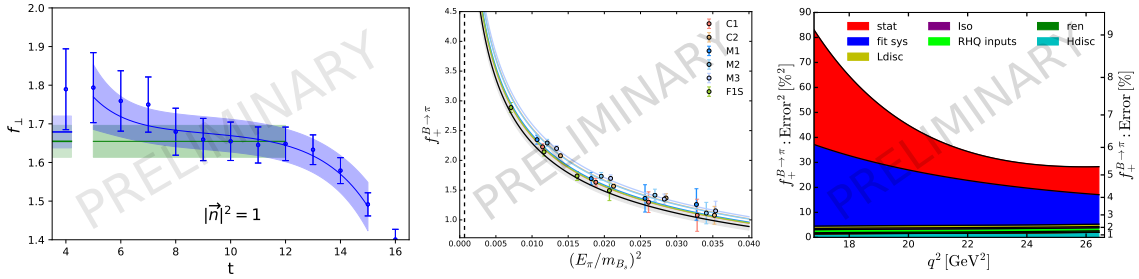 2.0
1.9
1.8
1.7
1.6
1.5
1.4
f⊥
PRELIMINARY
|n⃗|² = 1
4 6 8 10 12 14 16
t
4.5
4.0
3.5
3.0
2.5
2.0
1.5
1.0
f₊^{B→π}
PRELIMINARY
C1
C2
M1
M2
M3
F1S
0.000 0.005 0.010 0.015 0.020 0.025 0.030 0.035 0.040
(E_π/m_{B_s})²
90
80
70
60
50
40
30
20
10
0
f₊^{B→π} : Error² [%²]
stat
fit sys
Ldisc
Iso
RHQ inputs
ren
Hdisc
PRELIMINARY
9
8
7
6
5
4
3
2
1
f₊^{B→π} : Error [%]
18 20 22 24 26
q² [GeV²]